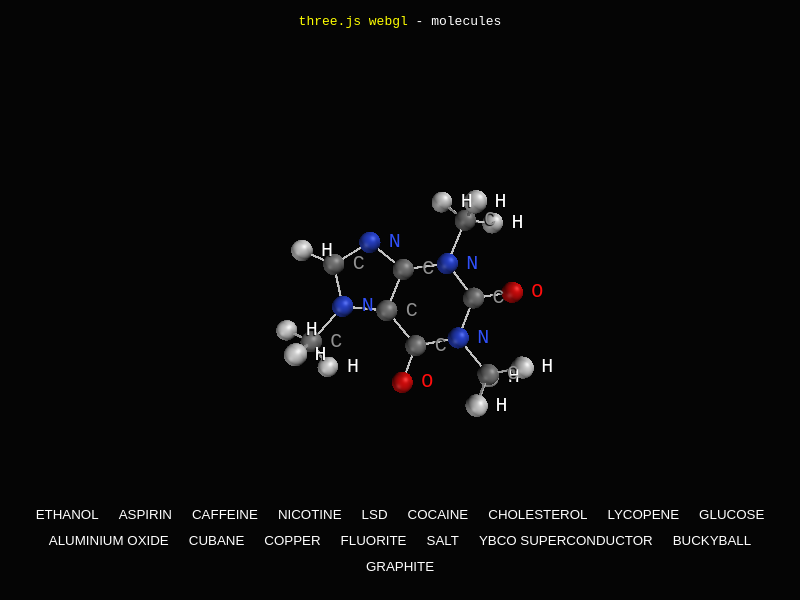 three.js webgl - molecules
H H
C H
N
H C C N
C O
H N C
H C C N
H H C H
O H
H
ETHANOL ASPIRIN CAFFEINE NICOTINE LSD COCAINE CHOLESTEROL LYCOPENE GLUCOSE
ALUMINIUM OXIDE CUBANE COPPER FLUORITE SALT YBCO SUPERCONDUCTOR BUCKYBALL
GRAPHITE